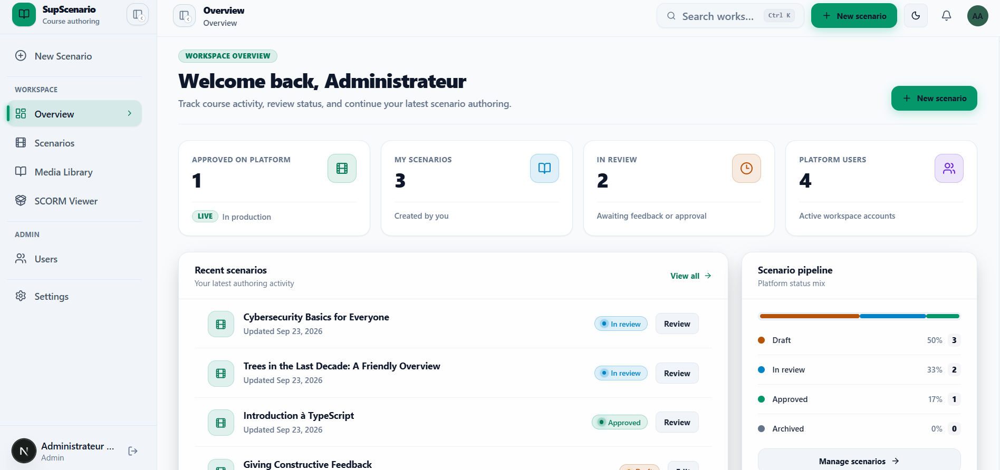 SupScenario
Course authoring
Overview
Overview
Search works...
Ctrl K
New scenario
AA
New Scenario
WORKSPACE
Overview
Scenarios
Media Library
SCORM Viewer
ADMIN
Users
Settings
Administrateur ...
Admin
N
WORKSPACE OVERVIEW
Welcome back, Administrateur
Track course activity, review status, and continue your latest scenario authoring.
New scenario
APPROVED ON PLATFORM
1
LIVE In production
MY SCENARIOS
3
Created by you
IN REVIEW
2
Awaiting feedback or approval
PLATFORM USERS
4
Active workspace accounts
Recent scenarios
Your latest authoring activity
View all
Cybersecurity Basics for Everyone
Updated Sep 23, 2026
In review
Review
Trees in the Last Decade: A Friendly Overview
Updated Sep 23, 2026
In review
Review
Introduction à TypeScript
Updated Sep 23, 2026
Approved
Review
Giving Constructive Feedback
Scenario pipeline
Platform status mix
Draft 50% 3
In review 33% 2
Approved 17% 1
Archived 0% 0
Manage scenarios